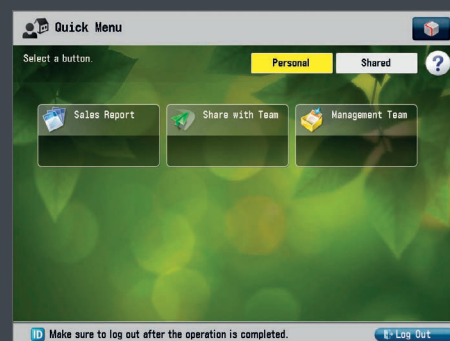 Quick Menu
Select a button.
Personal
Shared
?
Sales Report
Share with Team
Management Team
ID Make sure to log out after the operation is completed.
Log Out